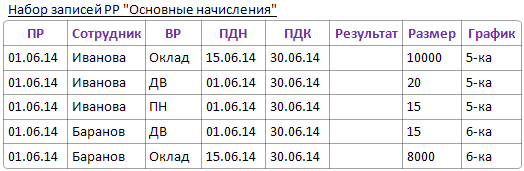 Набор записей РР "Основные начисления"
ПР Сотрудник ВР ПДН ПДК Результат Размер График
01.06.14 Иванова Оклад 15.06.14 30.06.14 10000 5-ка
01.06.14 Иванова ДВ 01.06.14 30.06.14 20 5-ка
01.06.14 Иванова ПН 01.06.14 30.06.14 15 5-ка
01.06.14 Баранов ДВ 01.06.14 30.06.14 15 6-ка
01.06.14 Баранов Оклад 15.06.14 30.06.14 8000 6-ка